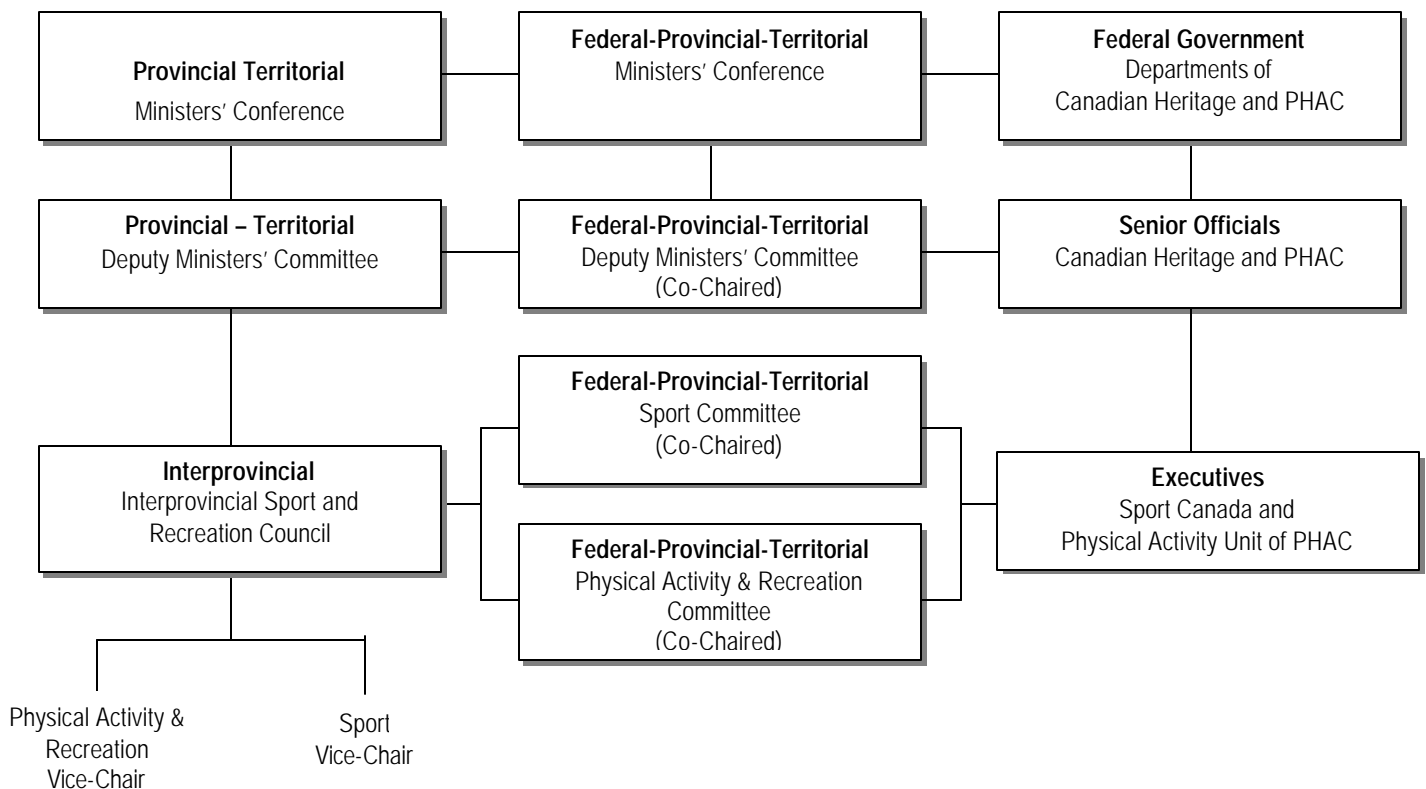 Provincial Territorial
Ministers' Conference
Federal-Provincial-Territorial
Ministers' Conference
Federal Government
Departments of
Canadian Heritage and PHAC
Provincial – Territorial
Deputy Ministers' Committee
Federal-Provincial-Territorial
Deputy Ministers' Committee
(Co-Chaired)
Senior Officials
Canadian Heritage and PHAC
Federal-Provincial-Territorial
Sport Committee
(Co-Chaired)
Interprovincial
Interprovincial Sport and
Recreation Council
Federal-Provincial-Territorial
Physical Activity & Recreation
Committee
(Co-Chaired)
Executives
Sport Canada and
Physical Activity Unit of PHAC
Physical Activity &
Recreation
Vice-Chair
Sport
Vice-Chair